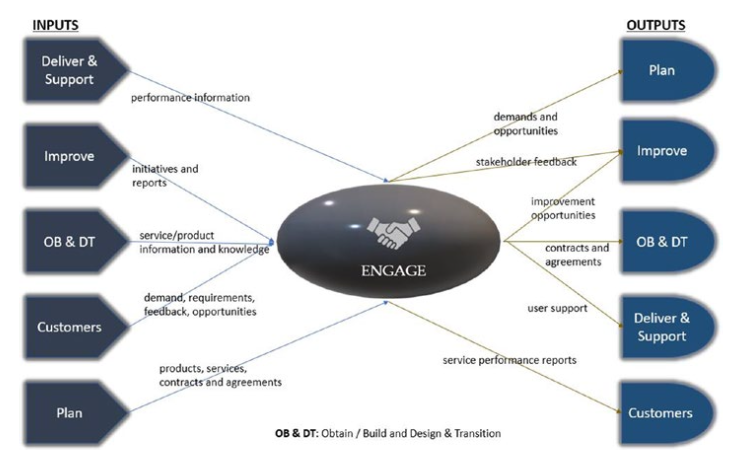 INPUTS
OUTPUTS
Deliver &
Support
performance information
Improve
initiatives and
reports
OB & DT
service/product
information and knowledge
Customers
demand, requirements,
feedback, opportunities
Plan
products, services,
contracts and agreements
ENGAGE
demands and
opportunities
Plan
stakeholder feedback
Improve
improvement
opportunities
contracts and
agreements
OB & DT
user support
Deliver &
Support
service performance reports
Customers
OB & DT: Obtain / Build and Design & Transition